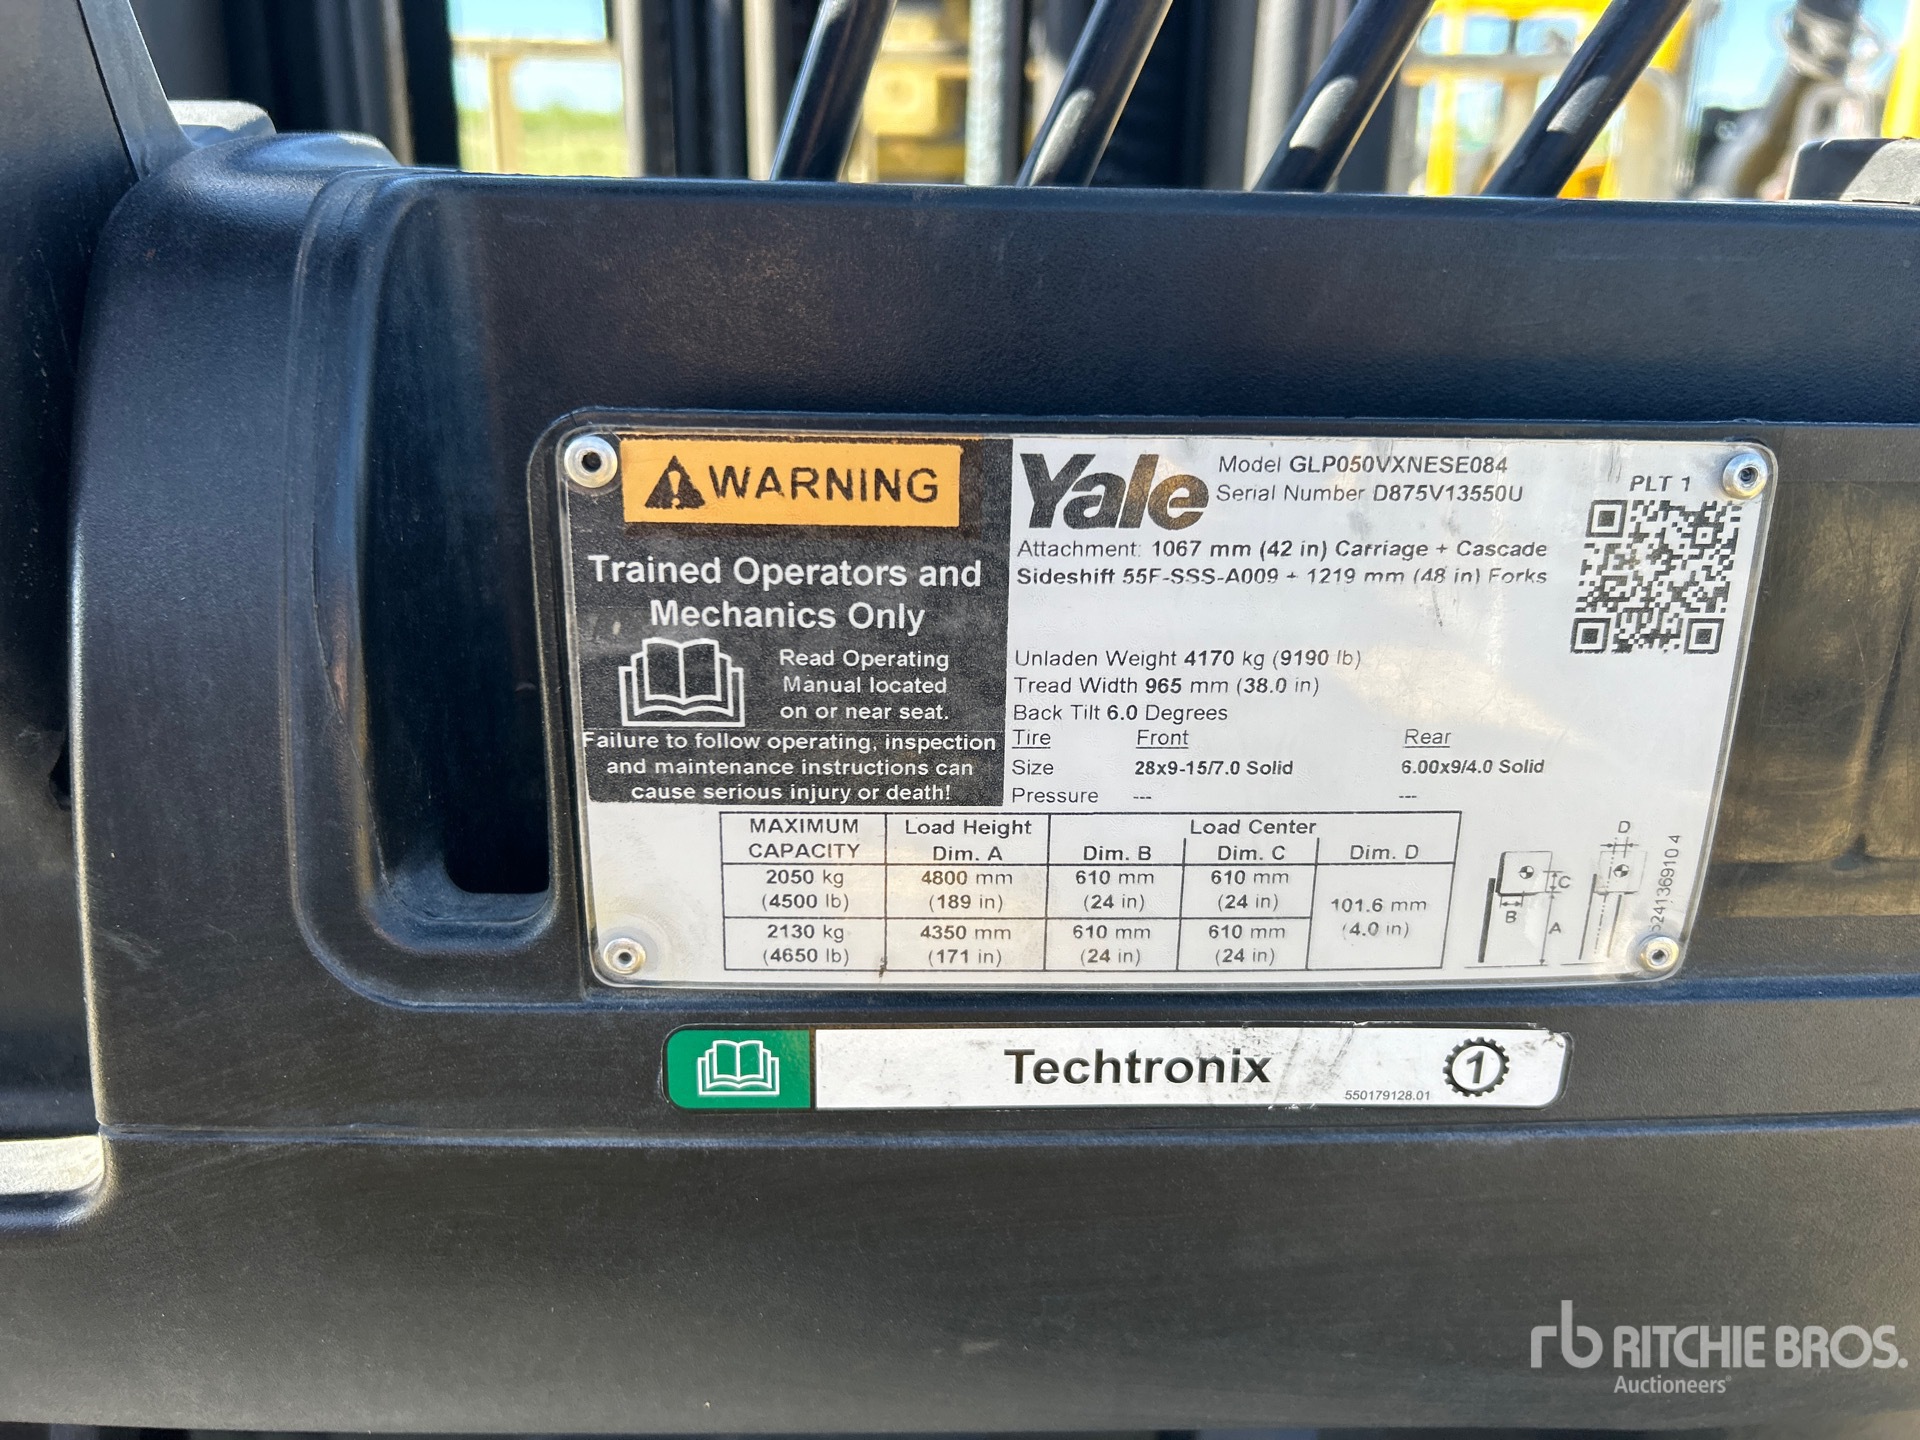 WARNING
Trained Operators and
Mechanics Only
Read Operating
Manual located
on or near seat.
Failure to follow operating, inspection
and maintenance instructions can
cause serious injury or death!
Yale
Model GLP050VXNESE084
Serial Number D875V13550U
PLT 1
Attachment: 1067 mm (42 in) Carriage + Cascade
Sideshift 55F-SSS-A009 + 1219 mm (48 in) Forks
Unladen Weight 4170 kg (9190 lb)
Tread Width 965 mm (38.0 in)
Back Tilt 6.0 Degrees
Tire Front Rear
Size 28x9-15/7.0 Solid 6.00x9/4.0 Solid
Pressure --- ---
MAXIMUM Load Height Load Center
CAPACITY Dim. A Dim. B Dim. C Dim. D
2050 kg 4800 mm 610 mm 610 mm
(4500 lb) (189 in) (24 in) (24 in)
101.6 mm
(4.0 in)
2130 kg 4350 mm 610 mm 610 mm
(4650 lb) (171 in) (24 in) (24 in)
D
C
B
A
Techtronix 1
550179128.01
rb RITCHIE BROS.
Auctioneers